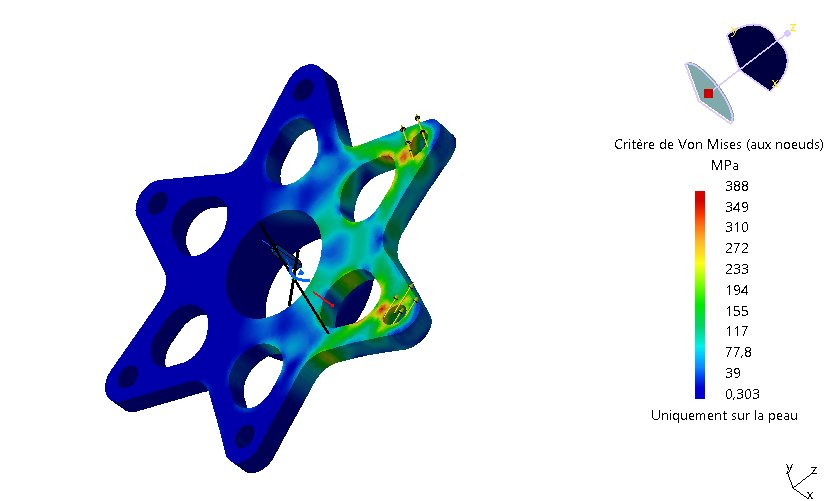 y
z
x
Critère de Von Mises (aux noeuds)
MPa
388
349
310
272
233
194
155
117
77,8
39
0,303
Uniquement sur la peau
y
z
x